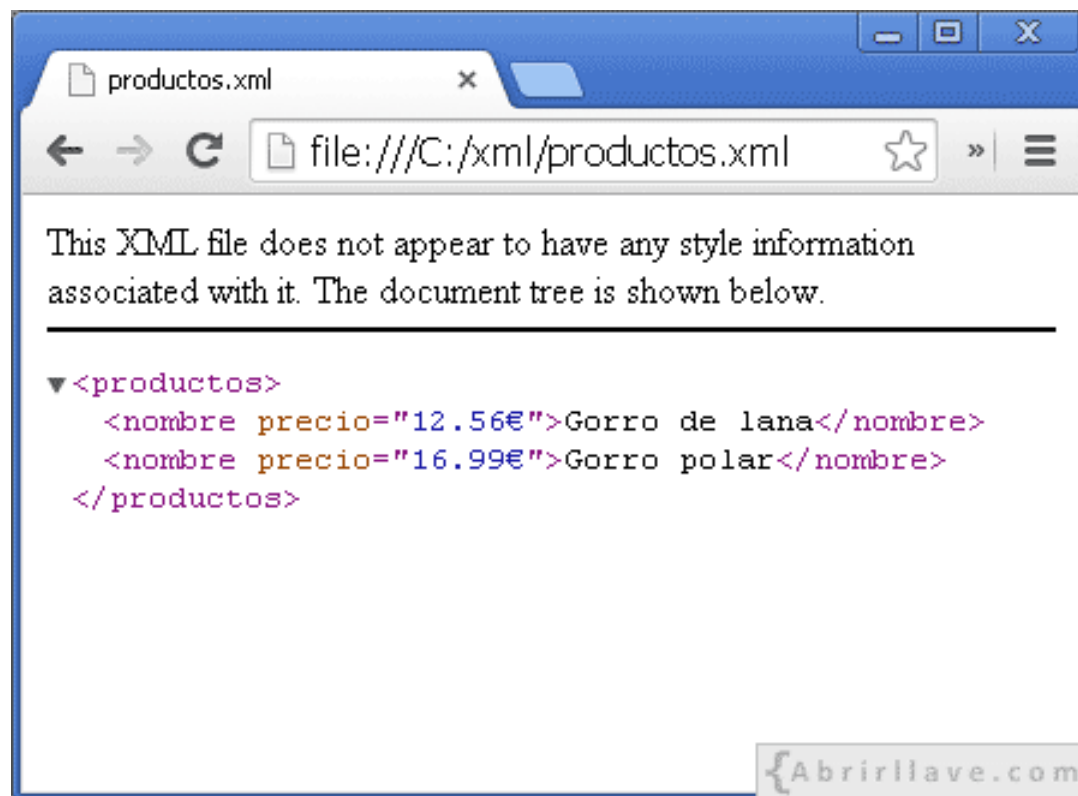 productos.xml
file:///C:/xml/productos.xml
This XML file does not appear to have any style information
associated with it. The document tree is shown below.
<productos>
<nombre precio="12.56€">Gorro de lana</nombre>
<nombre precio="16.99€">Gorro polar</nombre>
</productos>
{Abrirllave.com